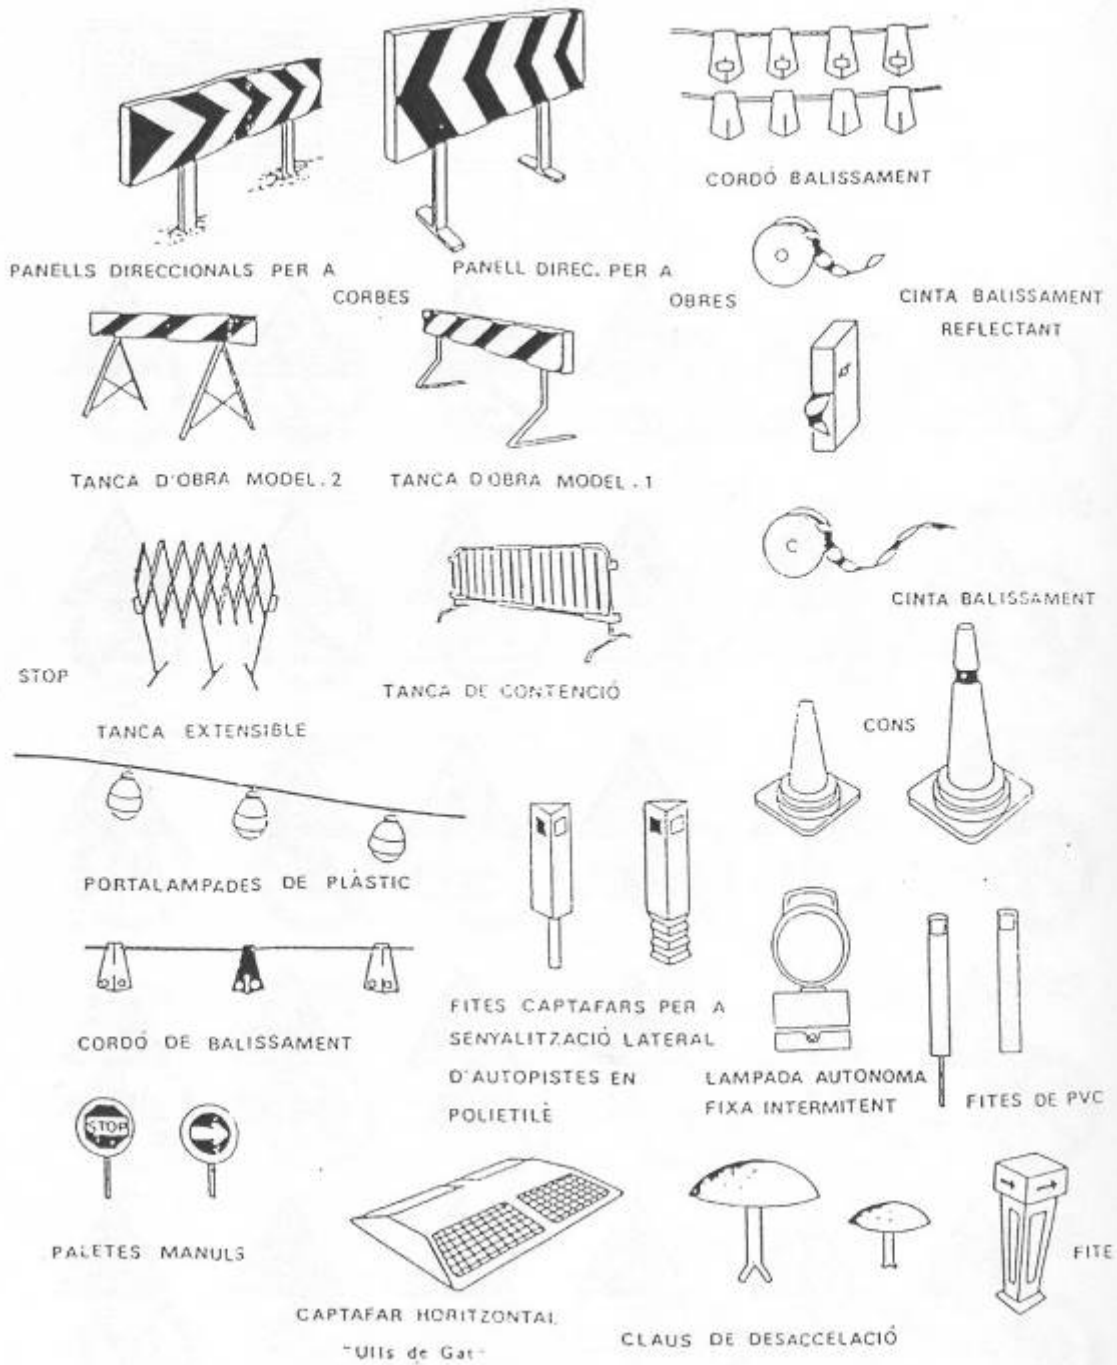 CORDÓ BALISSAMENT
PANELLS DIRECCIONALS PER A
CORBES
PANELL DIREC. PER A
OBRES
CINTA BALISSAMENT
REFLECTANT
TANCA D'OBRA MODEL.2
TANCA D'OBRA MODEL.1
CINTA BALISSAMENT
STOP
TANCA DE CONTENCIÓ
TANCA EXTENSIBLE
CONS
PORTALAMPADES DE PLÀSTIC
CORDÓ DE BALISSAMENT
FITES CAPTAFARS PER A
SENYALITZACIÓ LATERAL
D'AUTOPISTES EN
POLIETILÈ
LAMPADA AUTONOMA
FIXA INTERMITENT
FITES DE PVC
STOP
PALETES MANULS
CAPTAFAR HORITZONTAL
"Ulls de Gat"
CLAUS DE DESACCELACIÓ
FITE